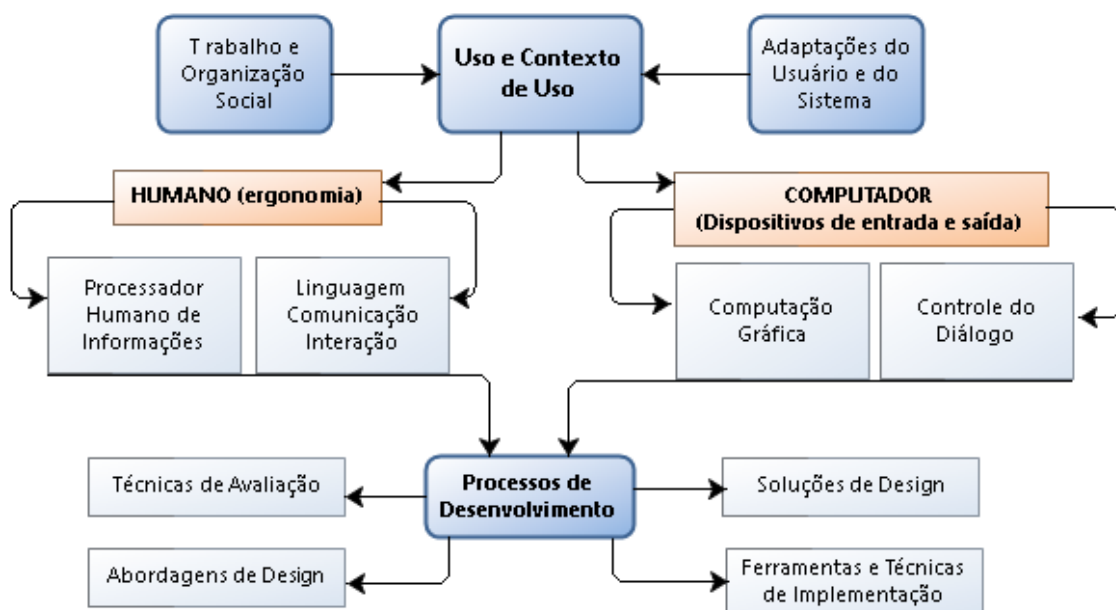 Trabalho e
Organização
Social
Uso e Contexto
de Uso
Adaptações do
Usuário e do
Sistema
HUMANO (ergonomia)
COMPUTADOR
(Dispositivos de entrada e saída)
Processador
Humano de
Informações
Linguagem
Comunicação
Interação
Computação
Gráfica
Controle do
Diálogo
Processos de
Desenvolvimento
Técnicas de Avaliação
Soluções de Design
Abordagens de Design
Ferramentas e Técnicas
de Implementação